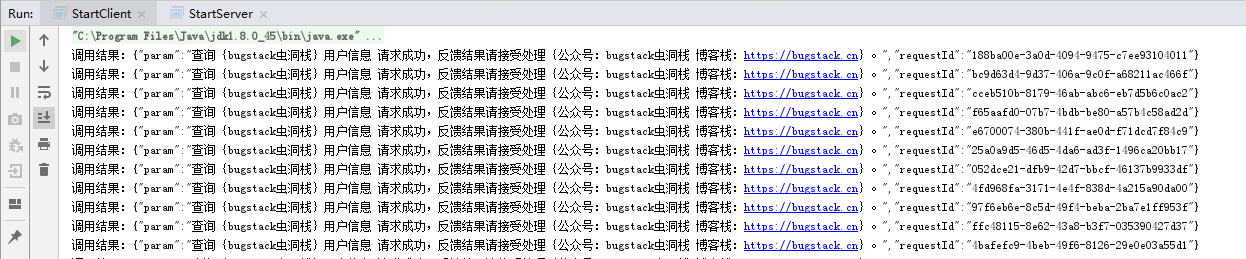 Run: StartClient × StartServer ×
"C:\Program Files\Java\jdk1.8.0_45\bin\java.exe" ...
调用结果: {"param":"查询 {bugstack虫洞栈} 用户信息 请求成功，反馈结果请接受处理 {公众号: bugstack虫洞栈 博客栈: https://bugstack.cn} 。","requestId":"188ba00e-3a0d-4094-9475-c7ee93104011"}
调用结果: {"param":"查询 {bugstack虫洞栈} 用户信息 请求成功，反馈结果请接受处理 {公众号: bugstack虫洞栈 博客栈: https://bugstack.cn} 。","requestId":"be9d63d4-9d37-406a-9c0f-a68211ac466f"}
调用结果: {"param":"查询 {bugstack虫洞栈} 用户信息 请求成功，反馈结果请接受处理 {公众号: bugstack虫洞栈 博客栈: https://bugstack.cn} 。","requestId":"cceb510b-8179-46ab-abc6-eb7d5b6c0ac2"}
调用结果: {"param":"查询 {bugstack虫洞栈} 用户信息 请求成功，反馈结果请接受处理 {公众号: bugstack虫洞栈 博客栈: https://bugstack.cn} 。","requestId":"f65aafd0-07b7-4bdb-be80-a57b4c58ad2d"}
调用结果: {"param":"查询 {bugstack虫洞栈} 用户信息 请求成功，反馈结果请接受处理 {公众号: bugstack虫洞栈 博客栈: https://bugstack.cn} 。","requestId":"e6700074-380b-441f-ae0d-f71dcd7f84c9"}
调用结果: {"param":"查询 {bugstack虫洞栈} 用户信息 请求成功，反馈结果请接受处理 {公众号: bugstack虫洞栈 博客栈: https://bugstack.cn} 。","requestId":"25a0a9d5-46d5-4da6-ad3f-1496ca20bb17"}
调用结果: {"param":"查询 {bugstack虫洞栈} 用户信息 请求成功，反馈结果请接受处理 {公众号: bugstack虫洞栈 博客栈: https://bugstack.cn} 。","requestId":"052dce21-dfb9-42d7-bbcf-46137b9933df"}
调用结果: {"param":"查询 {bugstack虫洞栈} 用户信息 请求成功，反馈结果请接受处理 {公众号: bugstack虫洞栈 博客栈: https://bugstack.cn} 。","requestId":"4fd968fa-3171-4e4f-838d-4a215a90da00"}
调用结果: {"param":"查询 {bugstack虫洞栈} 用户信息 请求成功，反馈结果请接受处理 {公众号: bugstack虫洞栈 博客栈: https://bugstack.cn} 。","requestId":"97f6eb6e-8c5d-49f4-beba-2ba7e1ff953f"}
调用结果: {"param":"查询 {bugstack虫洞栈} 用户信息 请求成功，反馈结果请接受处理 {公众号: bugstack虫洞栈 博客栈: https://bugstack.cn} 。","requestId":"ffc48115-8e62-43a8-b3f7-035390427d37"}
调用结果: {"param":"查询 {bugstack虫洞栈} 用户信息 请求成功，反馈结果请接受处理 {公众号: bugstack虫洞栈 博客栈: https://bugstack.cn} 。","requestId":"4bafefc9-4beb-49f6-8126-29e0e03a55d1"}